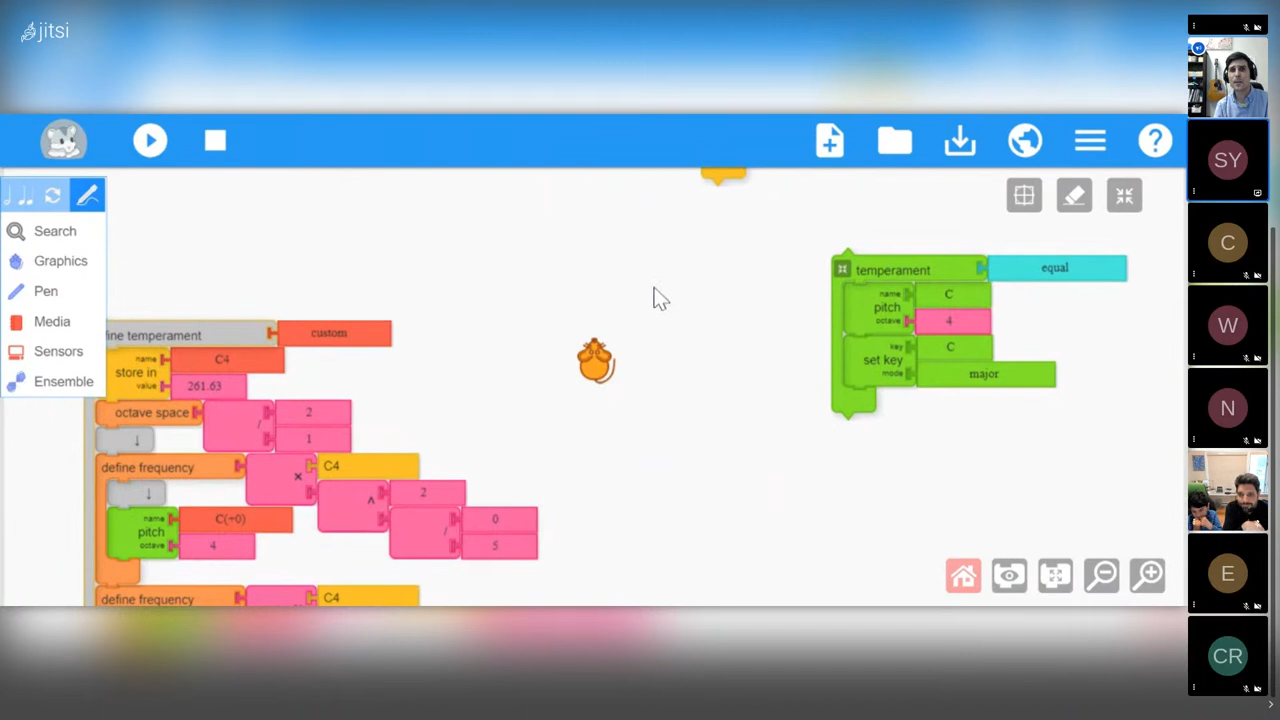 jitsi
Search
Graphics
Pen
Media
Sensors
Ensemble
fine temperament custom
name C4
store in
value 261.63
octave space 2
/
1
↓
define frequency × C4
^ 2
/ 0
5
↓
name C(+0)
pitch
octave 4
define frequency C4
temperament equal
name C
pitch
octave 4
key C
set key
mode major
?
SY
C
W
N
E
CR